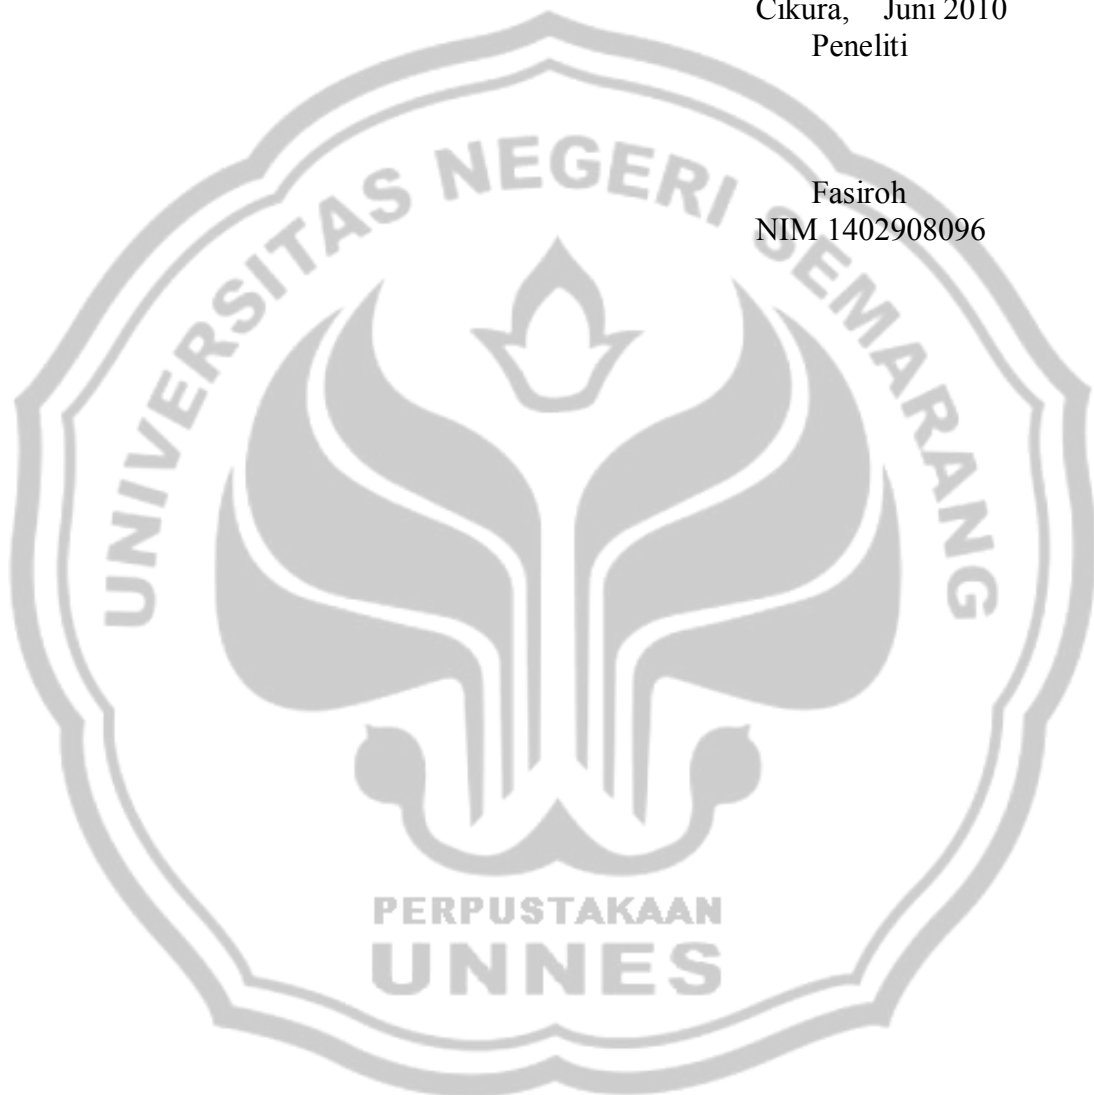 Cikura, Juni 2010
Peneliti
Fasiroh
NIM 1402908096
UNIVERSITAS NEGERI SEMARANG
PERPUSTAKAAN
UNNES